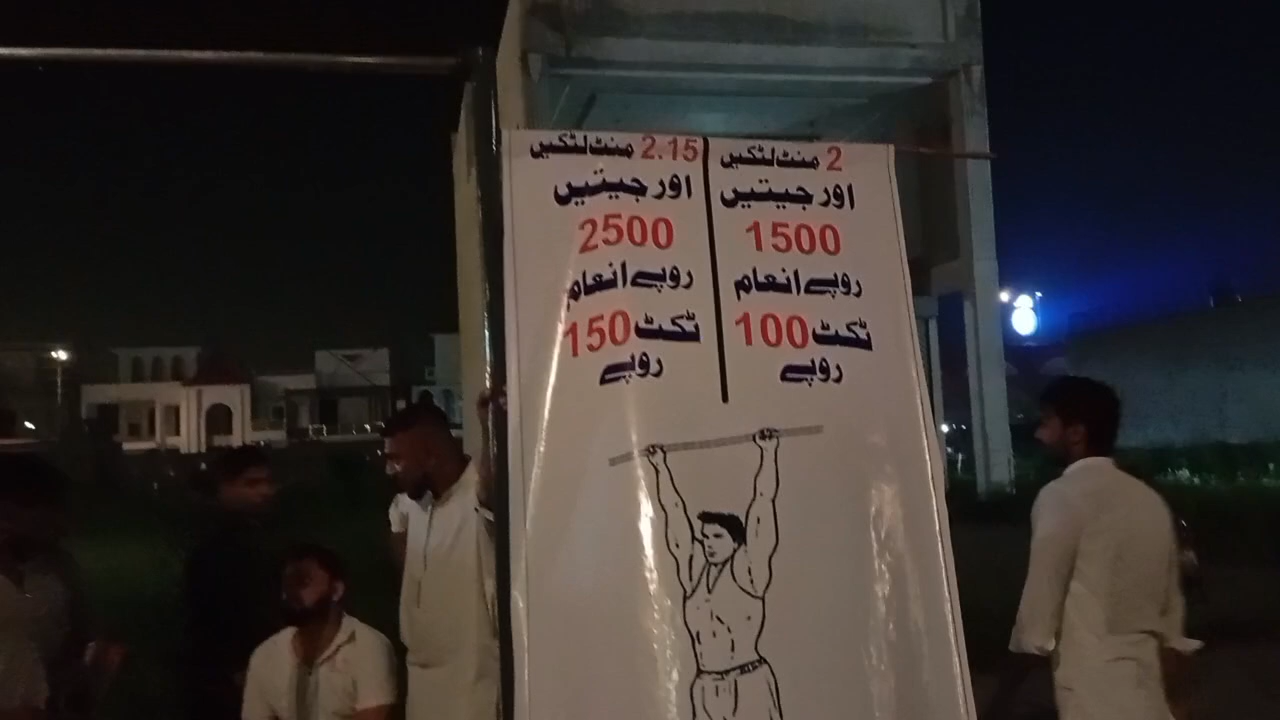 2 منٹ لٹکیں
اور جیتیں
1500
روپے انعام
ٹکٹ 100
روپے
2.15 منٹ لٹکیں
اور جیتیں
2500
روپے انعام
ٹکٹ 150
روپے